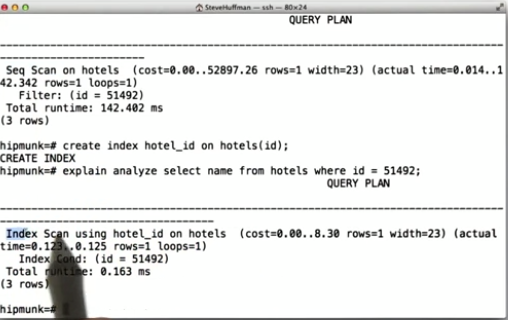 SteveHuffman — ssh — 80×24
QUERY PLAN
--------------------------------------------------------------------------------
-----------------------
Seq Scan on hotels (cost=0.00..52897.26 rows=1 width=23) (actual time=0.014..1
42.342 rows=1 loops=1)
Filter: (id = 51492)
Total runtime: 142.402 ms
(3 rows)
hipmunk=# create index hotel_id on hotels(id);
CREATE INDEX
hipmunk=# explain analyze select name from hotels where id = 51492;
QUERY PLAN
--------------------------------------------------------------------------------
----------------------------------
Index Scan using hotel_id on hotels (cost=0.00..8.30 rows=1 width=23) (actual
time=0.123..0.125 rows=1 loops=1)
Index Cond: (id = 51492)
Total runtime: 0.163 ms
(3 rows)
hipmunk=#